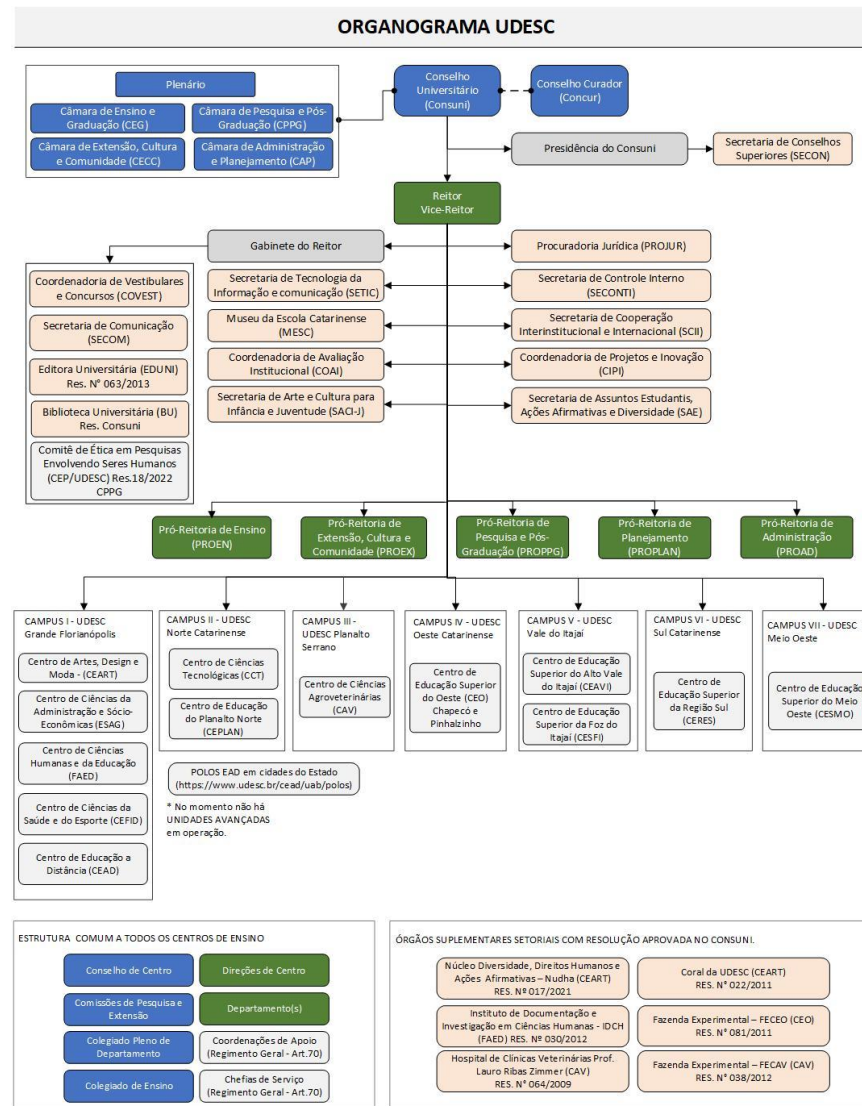 ORGANOGRAMA UDESC
Plenário
Câmara de Ensino e
Graduação (CEG)
Câmara de Pesquisa e Pós-
Graduação (CPPG)
Câmara de Extensão, Cultura
e Comunidade (CECC)
Câmara de Administração
e Planejamento (CAP)
Conselho
Universitário
(Consuni)
Conselho Curador
(Concur)
Presidência do Consuni
Secretaria de Conselhos
Superiores (SECON)
Reitor
Vice-Reitor
Gabinete do Reitor
Procuradoria Jurídica (PROJUR)
Secretaria de Tecnologia da
Informação e comunicação (SETIC)
Secretaria de Controle Interno
(SECONTI)
Museu da Escola Catarinense
(MESC)
Secretaria de Cooperação
Interinstitucional e Internacional (SCII)
Coordenadoria de Avaliação
Institucional (COAI)
Coordenadoria de Projetos e Inovação
(CIPI)
Secretaria de Arte e Cultura para
Infância e Juventude (SACI-J)
Secretaria de Assuntos Estudantis,
Ações Afirmativas e Diversidade (SAE)
Coordenadoria de Vestibulares
e Concursos (COVEST)
Secretaria de Comunicação
(SECOM)
Editora Universitária (EDUNI)
Res. N° 063/2013
Biblioteca Universitária (BU)
Res. Consuni
Comitê de Ética em Pesquisas
Envolvendo Seres Humanos
(CEP/UDESC) Res.18/2022
CPPG
Pró-Reitoria de Ensino
(PROEN)
Pró-Reitoria de
Extensão, Cultura e
Comunidade (PROEX)
Pró-Reitoria de
Pesquisa e Pós-
Graduação (PROPPG)
Pró-Reitoria de
Planejamento
(PROPLAN)
Pró-Reitoria de
Administração
(PROAD)
CAMPUS I - UDESC
Grande Florianópolis
Centro de Artes, Design e
Moda - (CEART)
Centro de Ciências da
Administração e Sócio-
Econômicas (ESAG)
Centro de Ciências
Humanas e da Educação
(FAED)
Centro de Ciências da
Saúde e do Esporte (CEFID)
Centro de Educação a
Distância (CEAD)
CAMPUS II - UDESC
Norte Catarinense
Centro de Ciências
Tecnológicas (CCT)
Centro de Educação
do Planalto Norte
(CEPLAN)
CAMPUS III -
UDESC Planalto
Serrano
Centro de Ciências
Agroveterinárias
(CAV)
CAMPUS IV - UDESC
Oeste Catarinense
Centro de
Educação Superior
do Oeste (CEO)
Chapecó e
Pinhalzinho
CAMPUS V - UDESC
Vale do Itajaí
Centro de Educação
Superior do Alto Vale
do Itajaí (CEAVI)
Centro de Educação
Superior da Foz do
Itajaí (CESFI)
CAMPUS VI - UDESC
Sul Catarinense
Centro de
Educação Superior
da Região Sul
(CERES)
CAMPUS VII - UDESC
Meio Oeste
Centro de Educação
Superior do Meio
Oeste (CESMO)
POLOS EAD em cidades do Estado
(https://www.udesc.br/cead/uab/polos)
* No momento não há
UNIDADES AVANÇADAS
em operação.
ESTRUTURA COMUM A TODOS OS CENTROS DE ENSINO
Conselho de Centro
Direções de Centro
Comissões de Pesquisa e
Extensão
Departamento(s)
Colegiado Pleno de
Departamento
Coordenações de Apoio
(Regimento Geral - Art.70)
Colegiado de Ensino
Chefias de Serviço
(Regimento Geral - Art.70)
ÓRGÃOS SUPLEMENTARES SETORIAIS COM RESOLUÇÃO APROVADA NO CONSUNI.
Núcleo Diversidade, Direitos Humanos e
Ações Afirmativas – Nudha (CEART)
RES. Nº 017/2021
Coral da UDESC (CEART)
RES. N° 022/2011
Instituto de Documentação e
Investigação em Ciências Humanas - IDCH
(FAED) RES. Nº 030/2012
Fazenda Experimental – FECEO (CEO)
RES. N° 081/2011
Hospital de Clínicas Veterinárias Prof.
Lauro Ribas Zimmer (CAV)
RES. N° 064/2009
Fazenda Experimental – FECAV (CAV)
RES. N° 038/2012